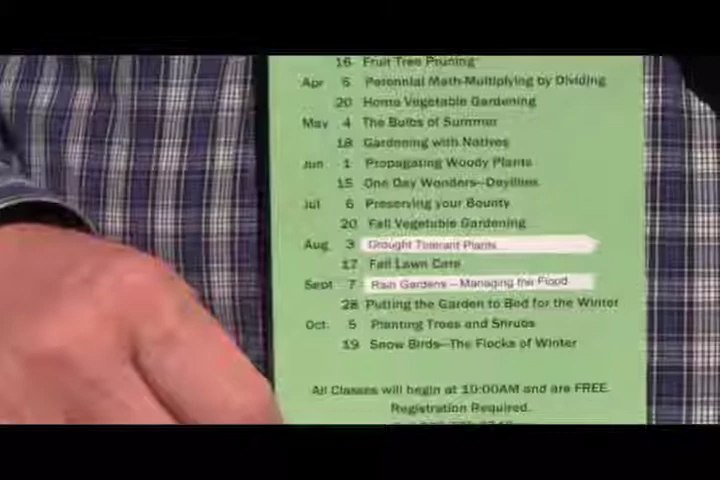 16 Fruit Tree Pruning
Apr 6 Perennial Math-Multiplying by Dividing
20 Home Vegetable Gardening
May 4 The Bulbs of Summer
18 Gardening with Natives
Jun 1 Propagating Woody Plants
15 One Day Wonders—Daylilies
Jul 6 Preserving your Bounty
20 Fall Vegetable Gardening
Aug 3 Drought Tolerant Plants
17 Fall Lawn Care
Sept 7 Rain Gardens – Managing the Flood
28 Putting the Garden to Bed for the Winter
Oct 5 Planting Trees and Shrubs
19 Snow Birds—The Flocks of Winter
All Classes will begin at 10:00AM and are FREE.
Registration Required.